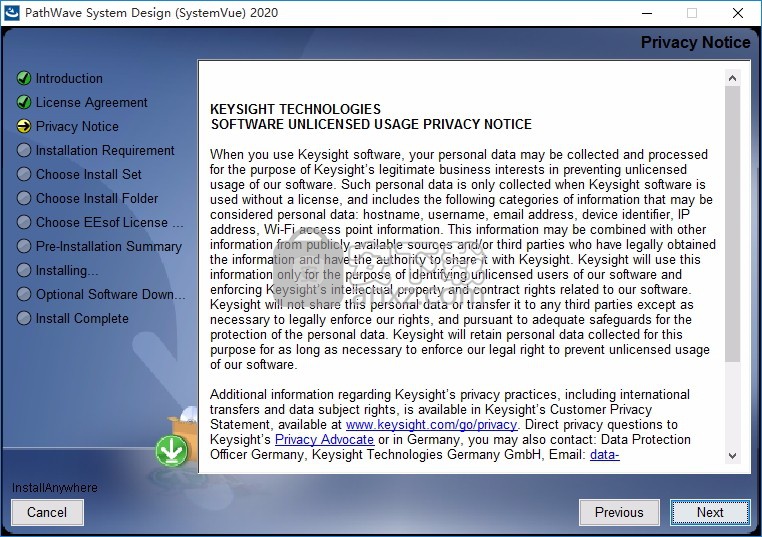 PathWave System Design (SystemVue) 2020
Privacy Notice
Introduction
License Agreement
Privacy Notice
Installation Requirement
Choose Install Set
Choose Install Folder
Choose EEsof License ...
Pre-Installation Summary
Installing...
Optional Software Down...
Install Complete
KEYSIGHT TECHNOLOGIES
SOFTWARE UNLICENSED USAGE PRIVACY NOTICE
When you use Keysight software, your personal data may be collected and processed
for the purpose of Keysight's legitimate business interests in preventing unlicensed
usage of our software. Such personal data is only collected when Keysight software is
used without a license, and includes the following categories of information that may be
considered personal data: hostname, username, email address, device identifier, IP
address, Wi-Fi access point information. This information may be combined with other
information from publicly available sources and/or third parties who have legally obtained
the information and have the authority to share it with Keysight. Keysight will use this
information only for the purpose of identifying unlicensed users of our software and
enforcing Keysight's intellectual property and contract rights related to our software.
Keysight will not share this personal data or transfer it to any third parties except as
necessary to legally enforce our rights, and pursuant to adequate safeguards for the
protection of the personal data. Keysight will retain personal data collected for this
purpose for as long as necessary to enforce our legal right to prevent unlicensed usage
of our software.
Additional information regarding Keysight's privacy practices, including international
transfers and data subject rights, is available in Keysight's Customer Privacy
Statement, available at www.keysight.com/go/privacy. Direct privacy questions to
Keysight's Privacy Advocate or in Germany, you may also contact: Data Protection
Officer Germany, Keysight Technologies Germany GmbH, Email: data-
InstallAnywhere
Cancel
Previous
Next